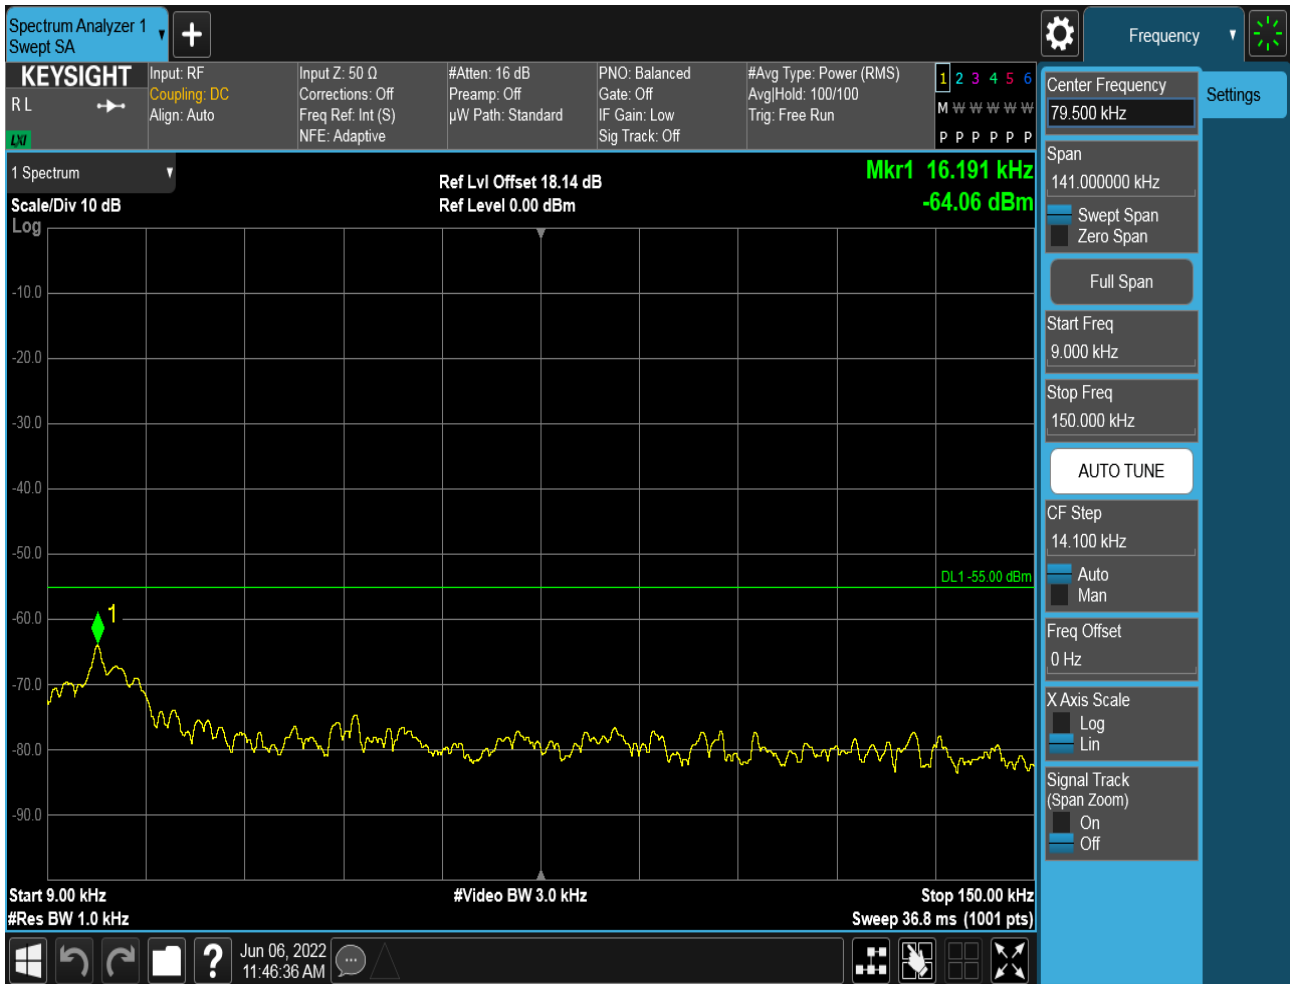 Spectrum Analyzer 1
Swept SA
Frequency
KEYSIGHT
R L
LXI
Input: RF
Coupling: DC
Align: Auto
Input Z: 50 Ω
Corrections: Off
Freq Ref: Int (S)
NFE: Adaptive
#Atten: 16 dB
Preamp: Off
µW Path: Standard
PNO: Balanced
Gate: Off
IF Gain: Low
Sig Track: Off
#Avg Type: Power (RMS)
Avg|Hold: 100/100
Trig: Free Run
1 2 3 4 5 6
M W W W W W
P P P P P P
1 Spectrum
Scale/Div 10 dB
Log
Ref Lvl Offset 18.14 dB
Ref Level 0.00 dBm
Mkr1 16.191 kHz
-64.06 dBm
-10.0
-20.0
-30.0
-40.0
-50.0
DL1 -55.00 dBm
-60.0
1
-70.0
-80.0
-90.0
Start 9.00 kHz
#Video BW 3.0 kHz
Stop 150.00 kHz
#Res BW 1.0 kHz
Sweep 36.8 ms (1001 pts)
?
Jun 06, 2022
11:46:36 AM
Center Frequency
79.500 kHz
Settings
Span
141.000000 kHz
Swept Span
Zero Span
Full Span
Start Freq
9.000 kHz
Stop Freq
150.000 kHz
AUTO TUNE
CF Step
14.100 kHz
Auto
Man
Freq Offset
0 Hz
X Axis Scale
Log
Lin
Signal Track
(Span Zoom)
On
Off